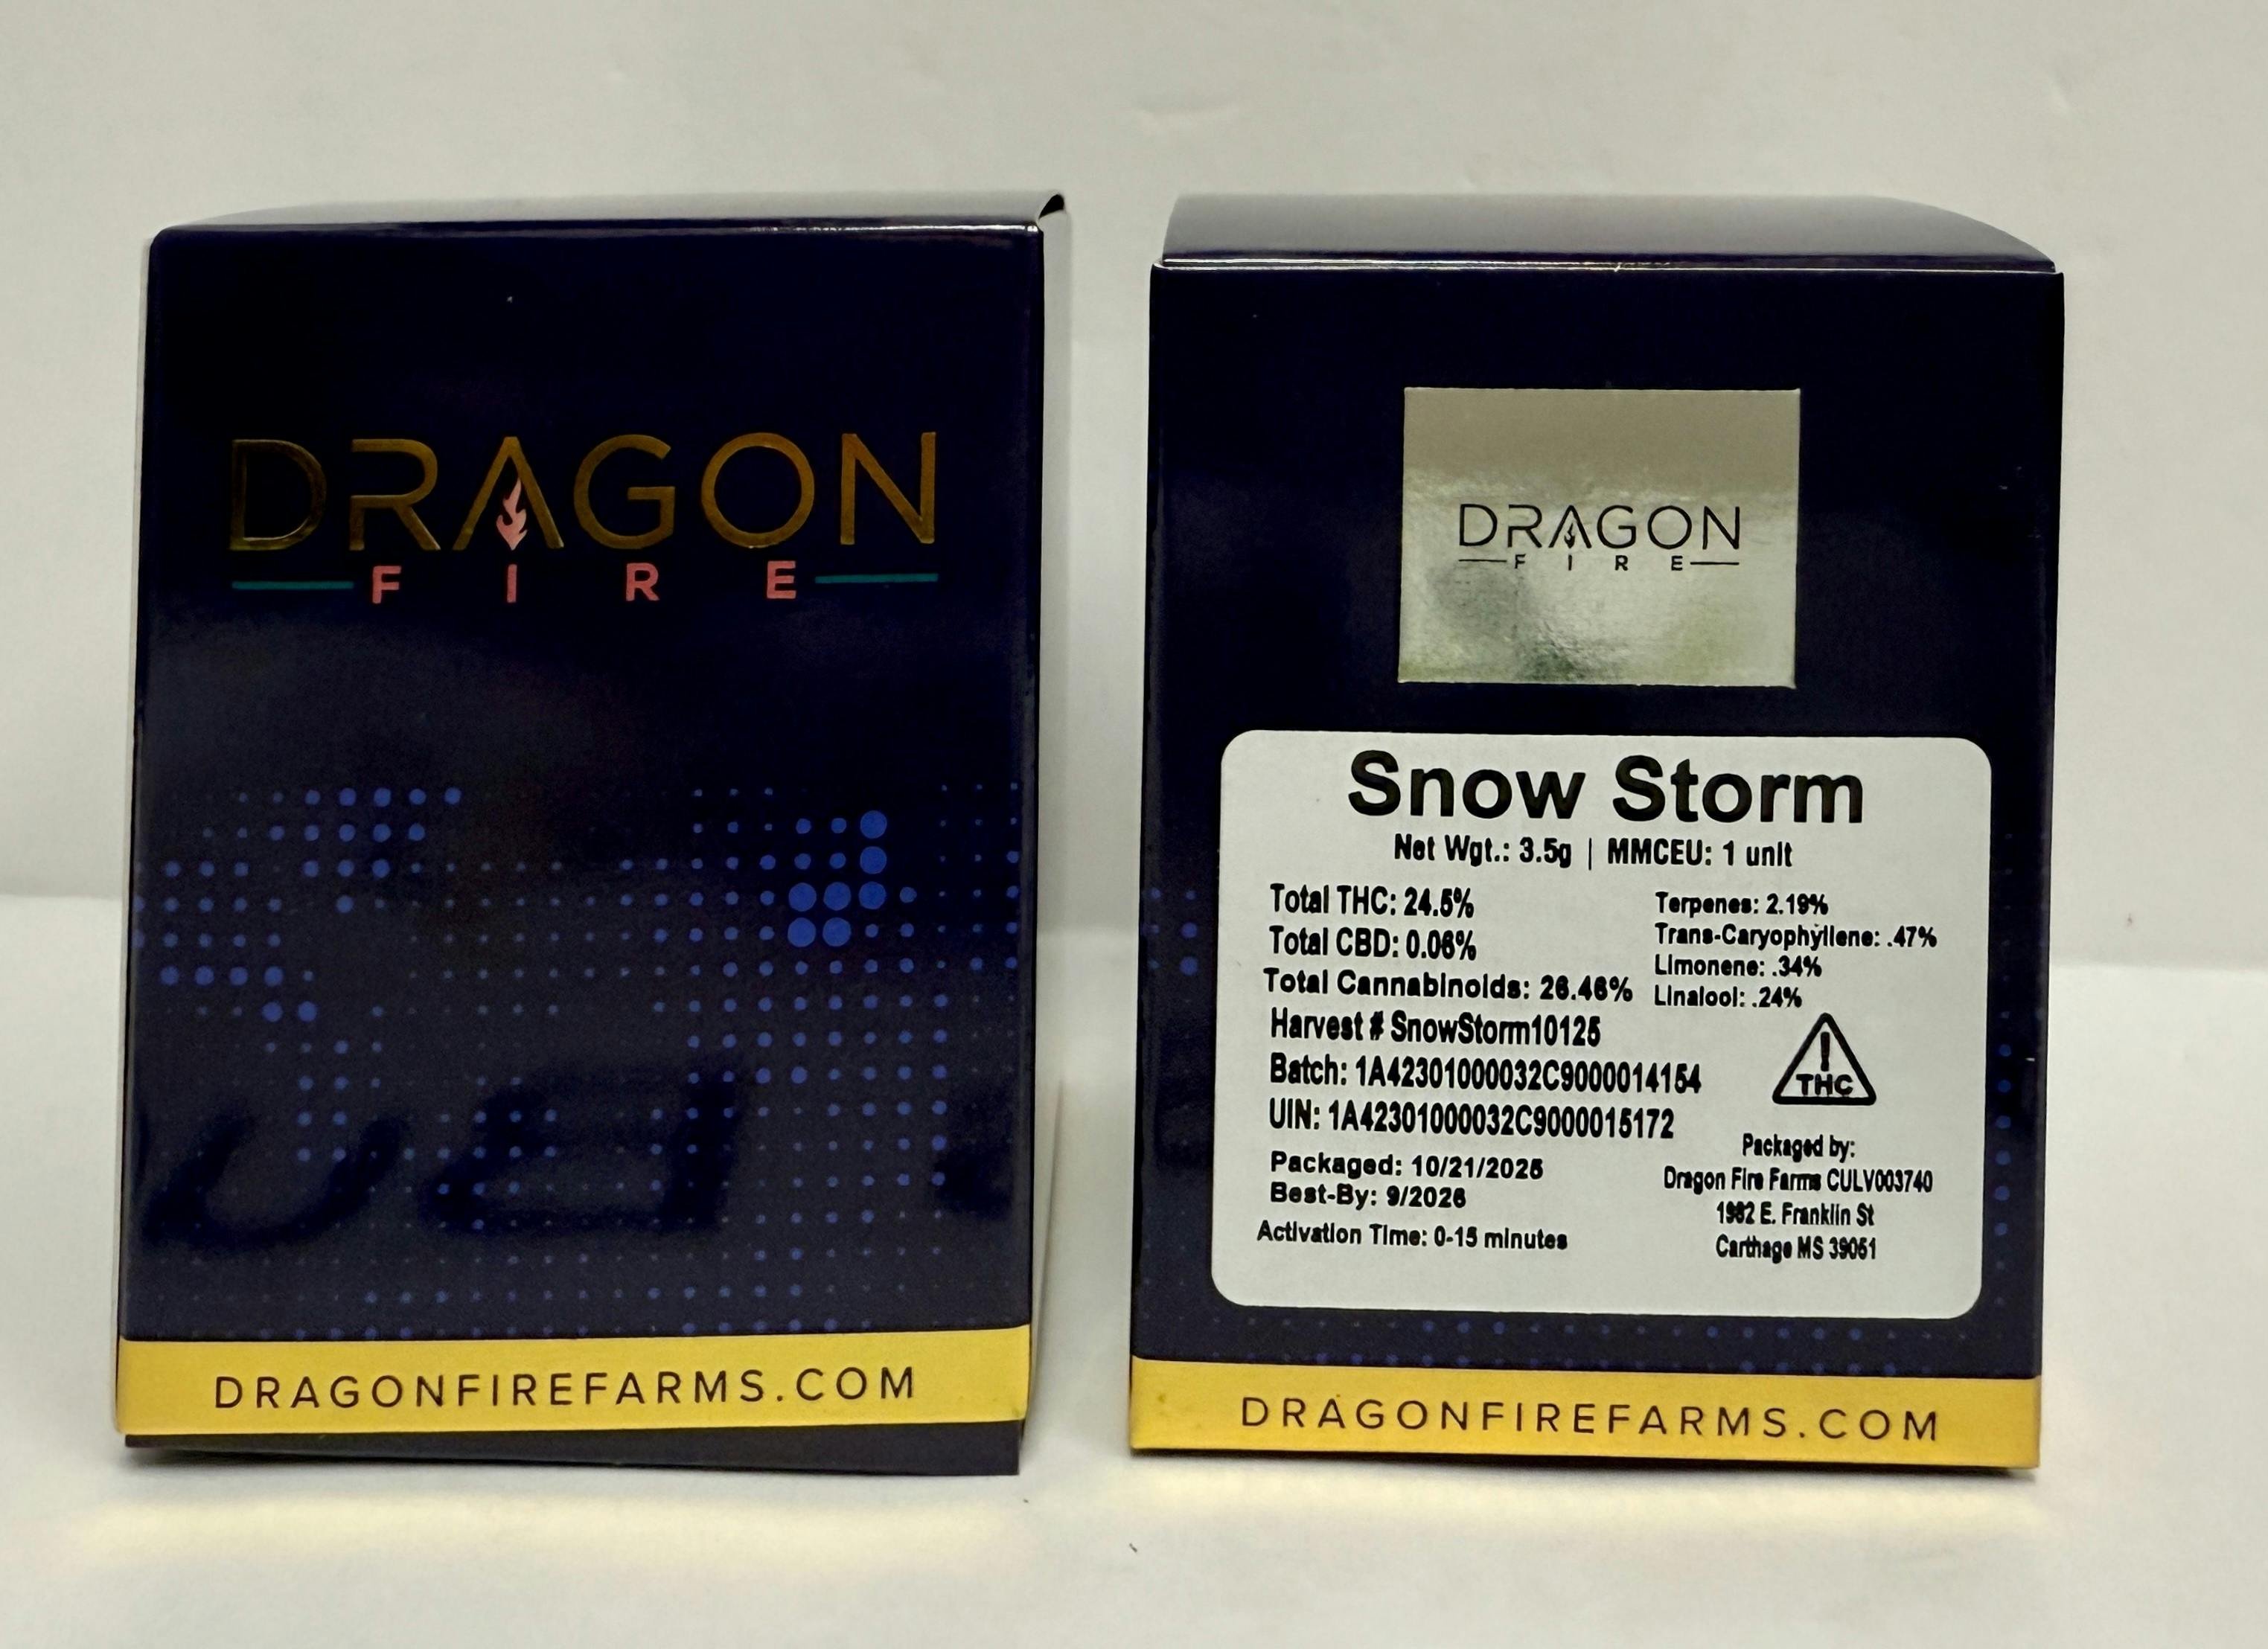 DRAGON
FIRE
DRAGONFIREFARMS.COM
DRAGON
FIRE
Snow Storm
Net Wgt.: 3.5g | MMCEU: 1 unit
Total THC: 24.5%
Total CBD: 0.06%
Total Cannabinoids: 26.46%
Harvest # SnowStorm10125
Batch: 1A42301000032C9000014154
UIN: 1A42301000032C9000015172
Packaged: 10/21/2025
Best-By: 9/2026
Activation Time: 0-15 minutes
Terpenes: 2.19%
Trans-Caryophyllene: .47%
Limonene: .34%
Linalool: .24%
!
THC
Packaged by:
Dragon Fire Farms CULV003740
1982 E. Franklin St
Carthage MS 39051
DRAGONFIREFARMS.COM